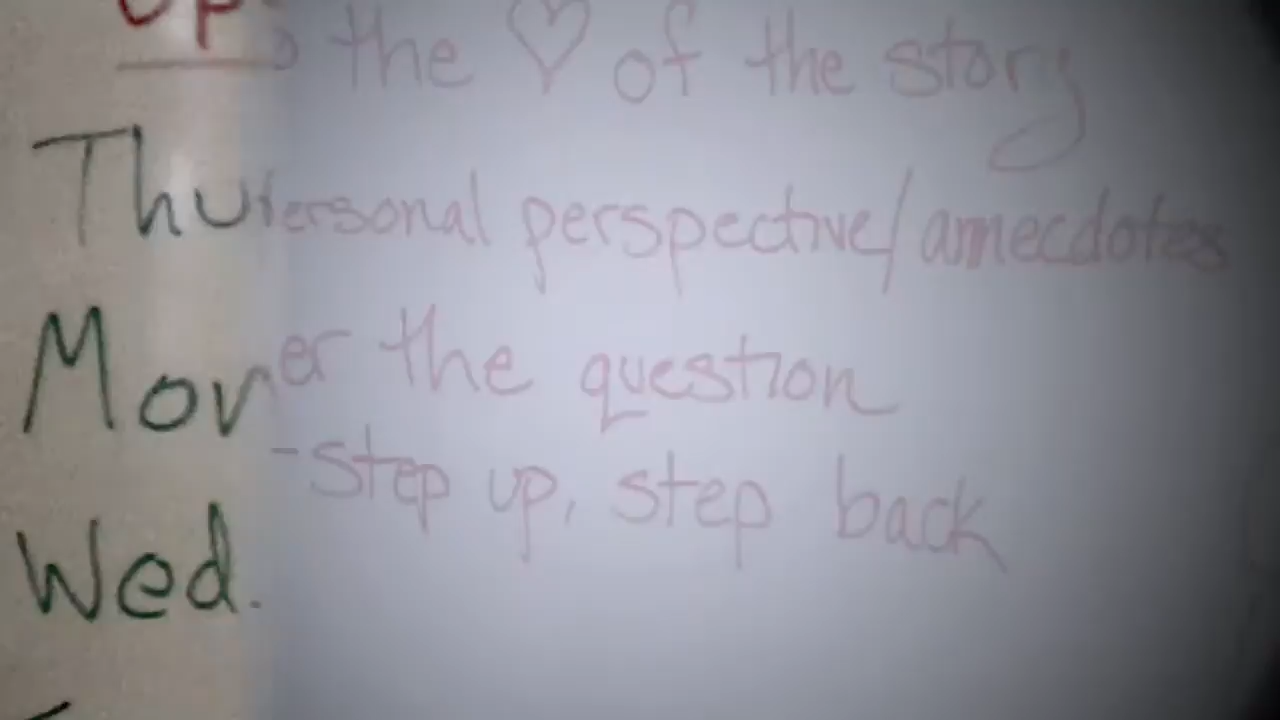 the ♡ of the story
Thu ersonal perspective/anecdotes
Mon er the question
-step up, step back
Wed.